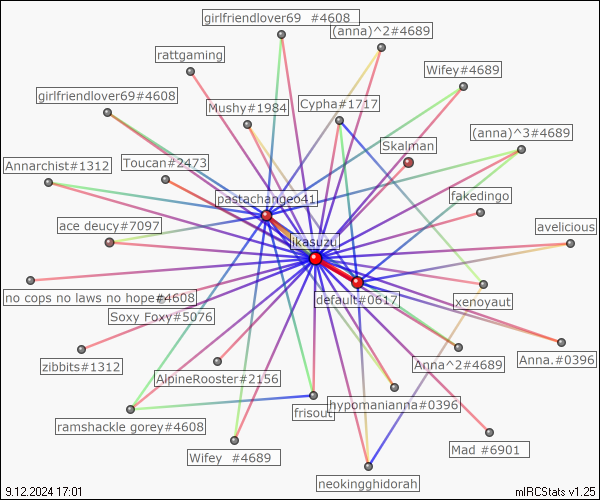 girlfriendlover69 #4608
(anna)^2#4689
rattgaming
Wifey#4689
girlfriendlover69#4608
Mushy#1984
Cypha#1717
(anna)^3#4689
Skalman
Annarchist#1312
Toucan#2473
pastachange041
fakedingo
ace deucy#7097
avelicious
ikasuzu
no cops no laws no hope#4608
default#0617
xenoyaut
Soxy Foxy#5076
zibbits#1312
Anna^2#4689
Anna.#0396
AlpineRooster#2156
hypomanianna#0396
frisout
ramshackle gorey#4608
Mad #6901
Wifey #4689
neokingghidorah
9.12.2024 17:01
mIRCStats v1.25